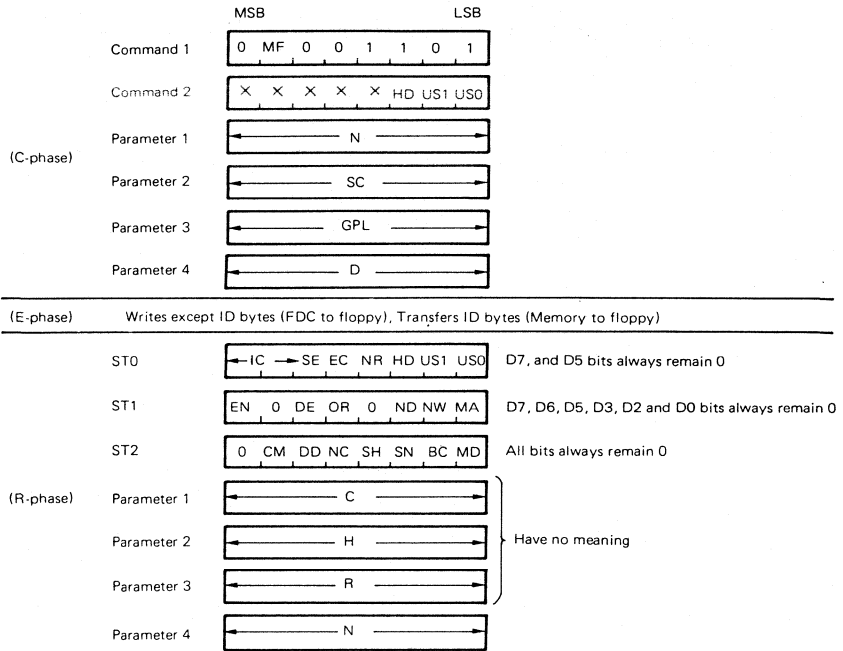 MSB LSB
Command 1 0 MF 0 0 1 1 0 1
Command 2 × × × × × HD US1 US0
Parameter 1 N
(C-phase)
Parameter 2 SC
Parameter 3 GPL
Parameter 4 D
(E-phase) Writes except ID bytes (FDC to floppy), Transfers ID bytes (Memory to floppy)
ST0 IC SE EC NR HD US1 US0 D7, and D5 bits always remain 0
ST1 EN 0 DE OR 0 ND NW MA D7, D6, D5, D3, D2 and D0 bits always remain 0
ST2 0 CM DD NC SH SN BC MD All bits always remain 0
(R-phase) Parameter 1 C
Parameter 2 H Have no meaning
Parameter 3 R
Parameter 4 N